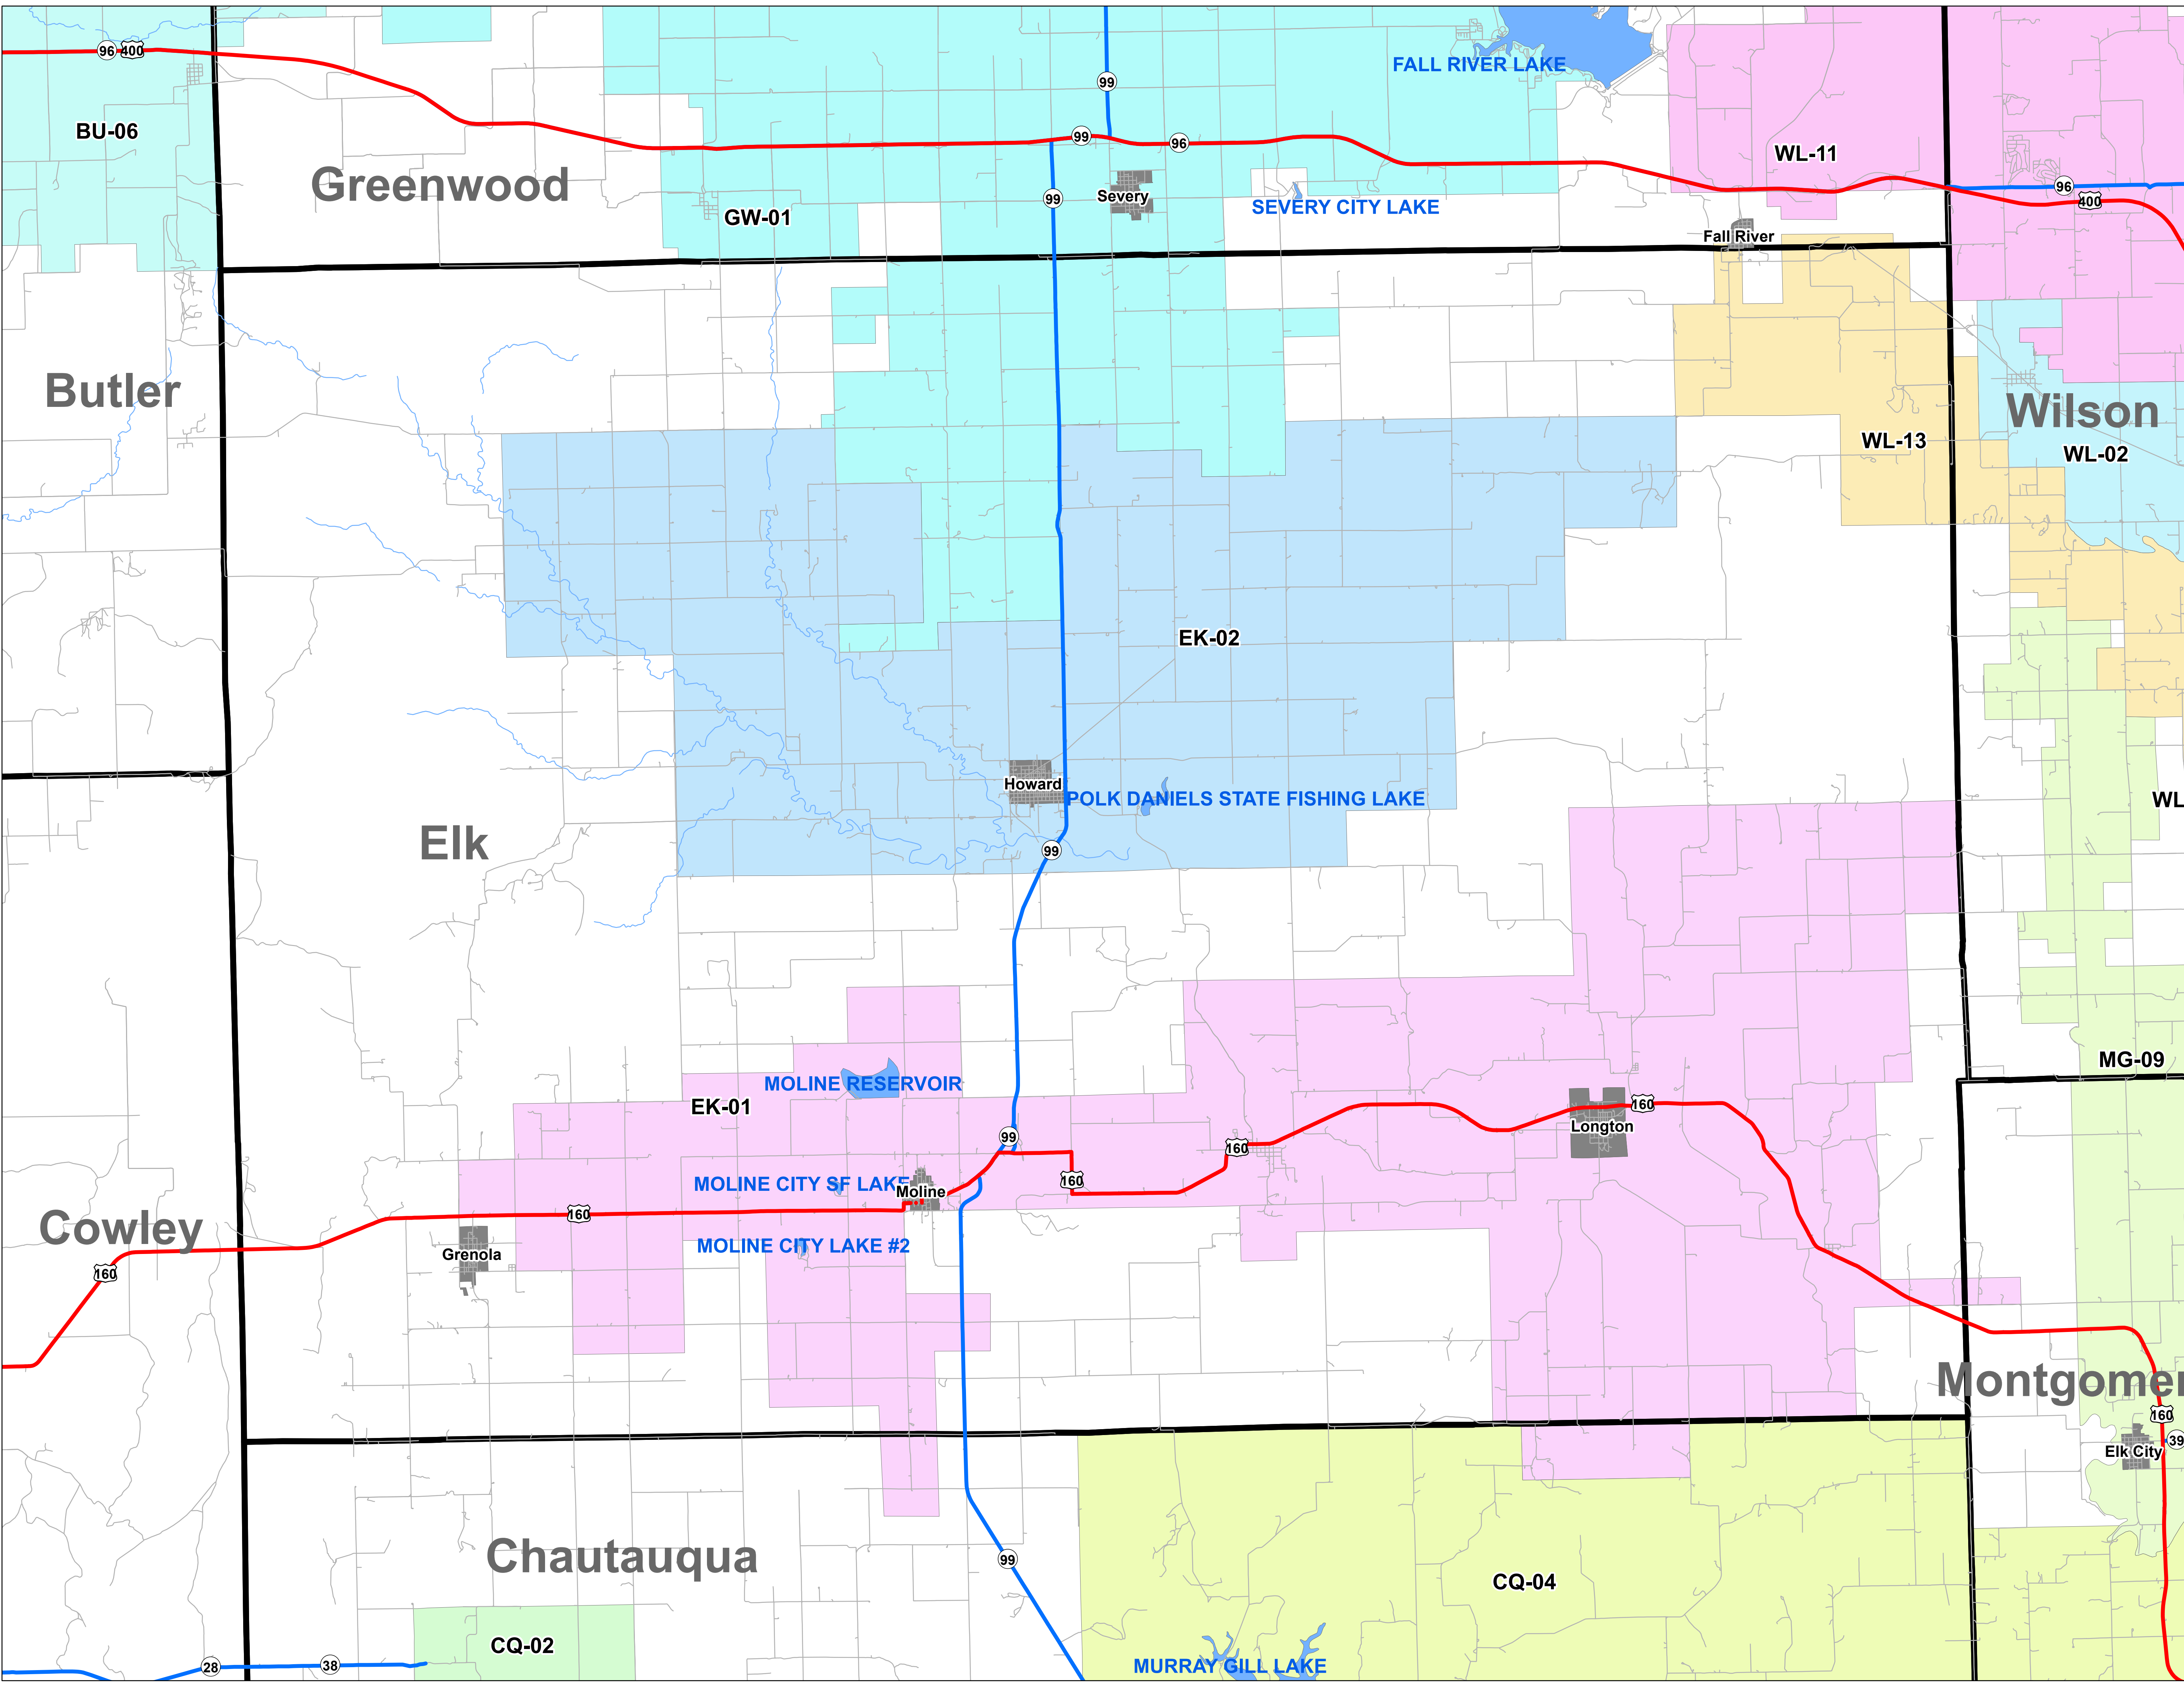 96 400
FALL RIVER LAKE
99
BU-06
99
96
WL-11
Greenwood
96
400
99
Severy
GW-01
SEVERY CITY LAKE
Fall River
Butler
Wilson
WL-13
WL-02
EK-02
Howard
POLK DANIELS STATE FISHING LAKE
WL
Elk
99
MOLINE RESERVOIR
MG-09
EK-01
160
Longton
99
160
MOLINE CITY SF LAKE
160
Moline
160
Cowley
Grenola
MOLINE CITY LAKE #2
160
Montgomer
160
Elk City
39
Chautauqua
99
CQ-04
CQ-02
28
38
MURRAY GILL LAKE